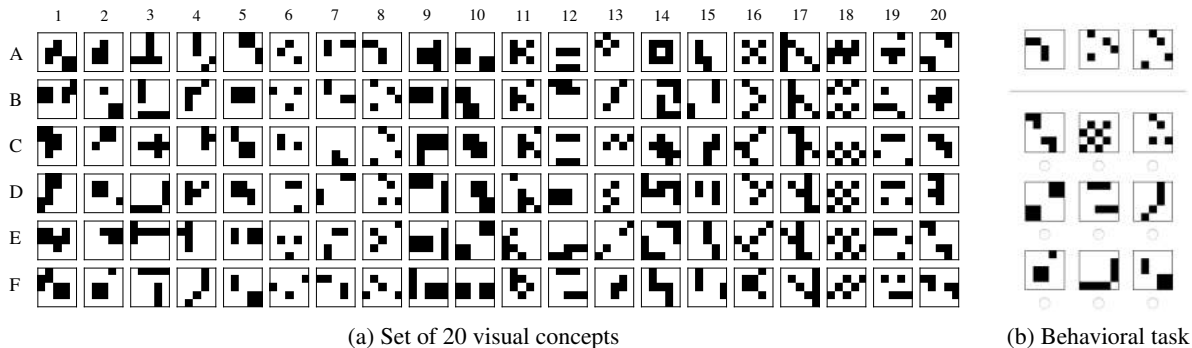 1 2 3 4 5 6 7 8 9 10 11 12 13 14 15 16 17 18 19 20
A
B
C
D
E
F
(a) Set of 20 visual concepts
(b) Behavioral task